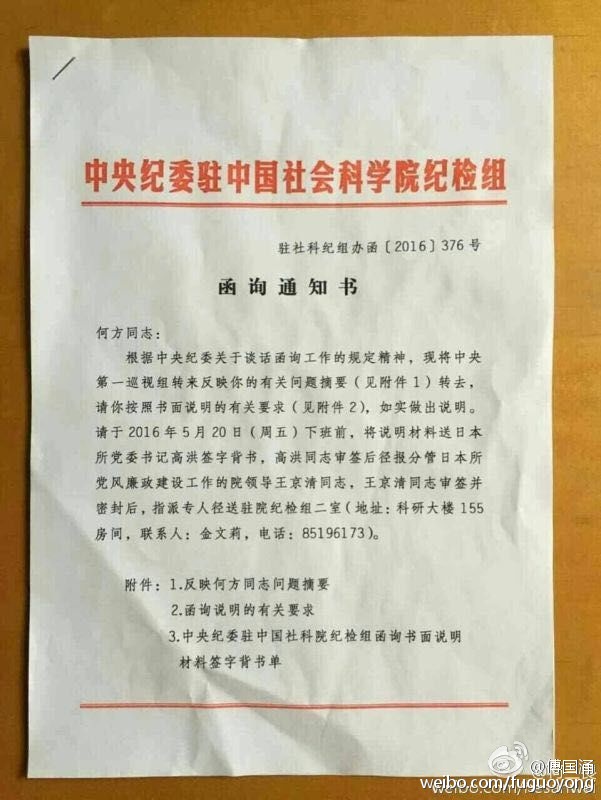 中央纪委驻中国社会科学院纪检组
驻社科纪组办函〔2016〕376号
函询通知书
何方同志：
根据中央纪委关于谈话函询工作的规定精神，现将中央
第一巡视组转来反映你的有关问题摘要（见附件1）转去，
请你按照书面说明的有关要求（见附件2），如实做出说明。
请于2016年5月20日（周五）下班前，将说明材料送日本
所党委书记高洪签字背书，高洪同志审签后径报分管日本所
党风廉政建设工作的院领导王京清同志，王京清同志审签并
密封后，指派专人径送驻院纪检组二室（地址：科研大楼155
房间，联系人：金文莉，电话：85196173）。
附件：1.反映何方同志问题摘要
2.函询说明的有关要求
3.中央纪委驻中国社科院纪检组函询书面说明
材料签字背书单
@傅国涌
weibo.com/fuguoyong